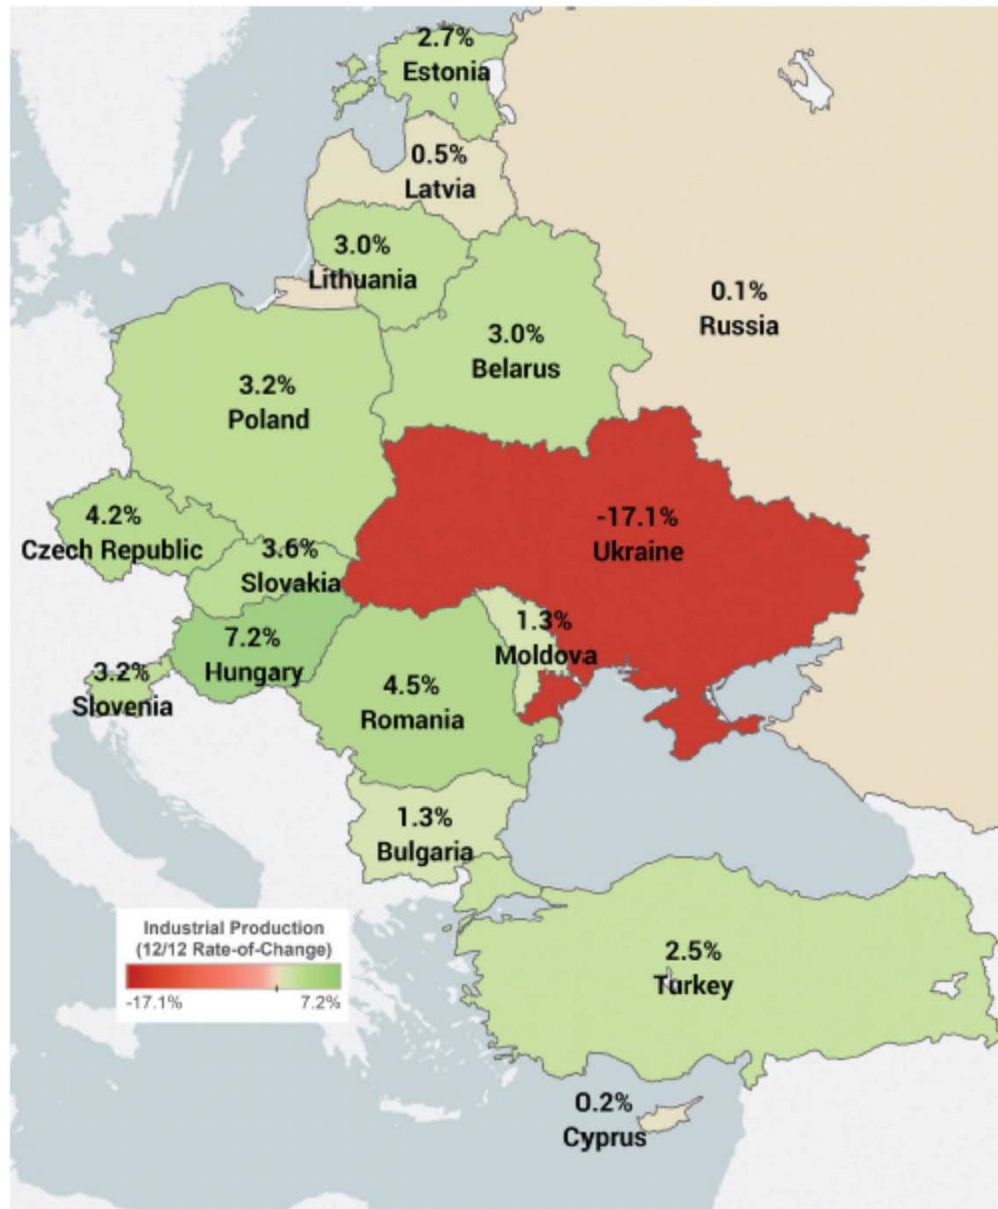 2.7%
Estonia
0.5%
Latvia
3.0%
Lithuania
0.1%
Russia
3.0%
Belarus
3.2%
Poland
4.2%
Czech Republic
3.6%
Slovakia
-17.1%
Ukraine
7.2%
Hungary
1.3%
Moldova
3.2%
Slovenia
4.5%
Romania
1.3%
Bulgaria
Industrial Production
(12/12 Rate-of-Change)
-17.1% 7.2%
2.5%
Turkey
0.2%
Cyprus